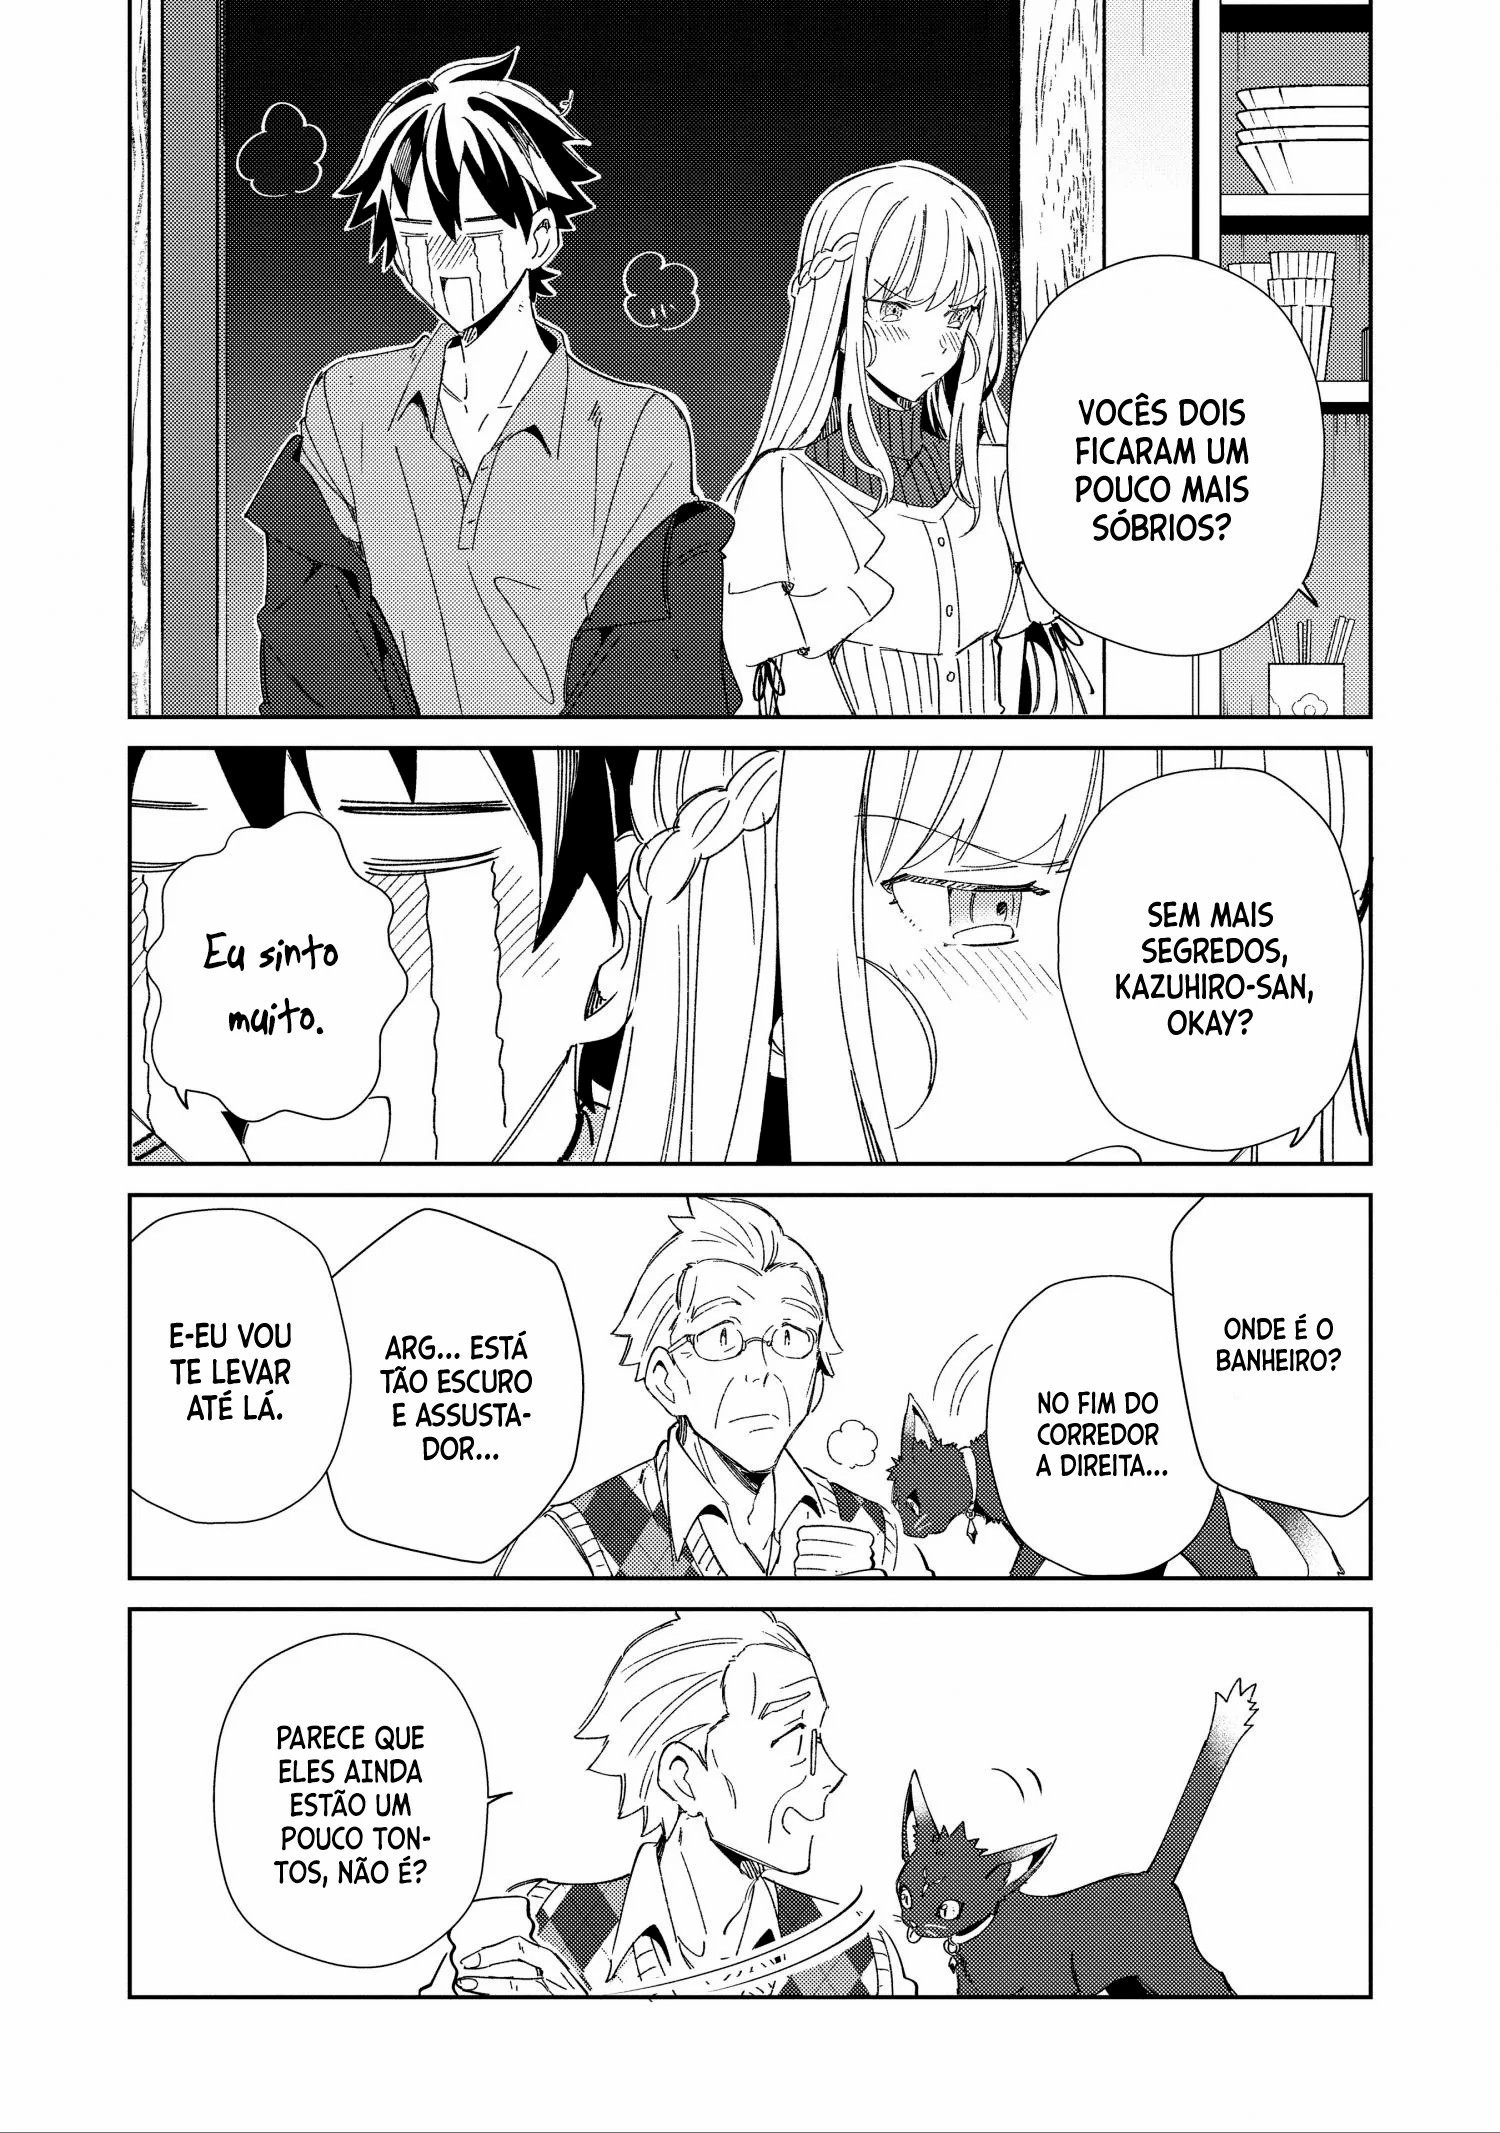 VOCÊS DOIS
FICARAM UM
POUCO MAIS
SÓBRIOS?
SEM MAIS
SEGREDOS,
KAZUHIRO-SAN,
OKAY?
Eu sinto
muito.
ONDE É O
BANHEIRO?
NO FIM DO
CORREDOR
A DIREITA...
ARG... ESTÁ
TÃO ESCURO
E ASSUSTA-
DOR...
E-EU VOU
TE LEVAR
ATÉ LÁ.
PARECE QUE
ELES AINDA
ESTÃO UM
POUCO TON-
TOS, NÃO É?